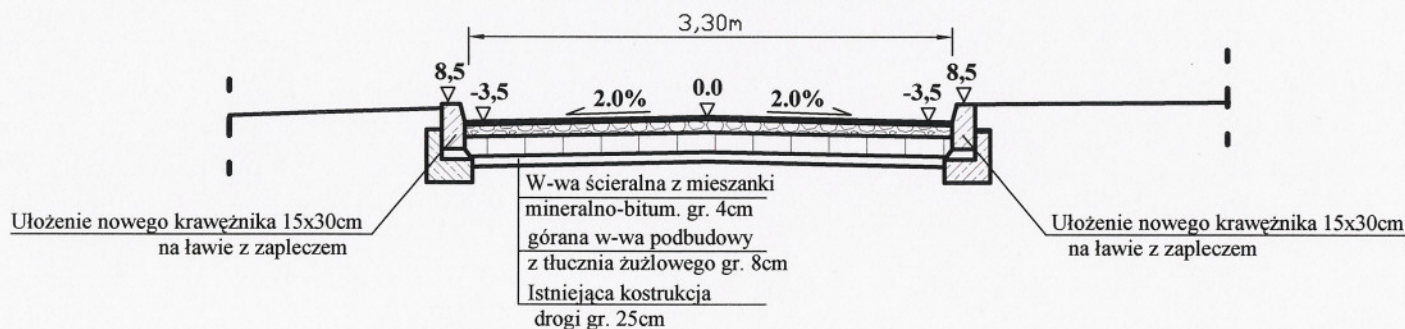 3,30m
8,5
8,5
-3,5
2.0%
0.0
2.0%
-3,5
W-wa ścieralna z mieszanki
mineralno-bitum. gr. 4cm
górana w-wa podbudowy
z tłucznia żużlowego gr. 8cm
Istniejąca kostrukcja
drogi gr. 25cm
Ułożenie nowego krawężnika 15x30cm
na ławie z zapleczem
Ułożenie nowego krawężnika 15x30cm
na ławie z zapleczem